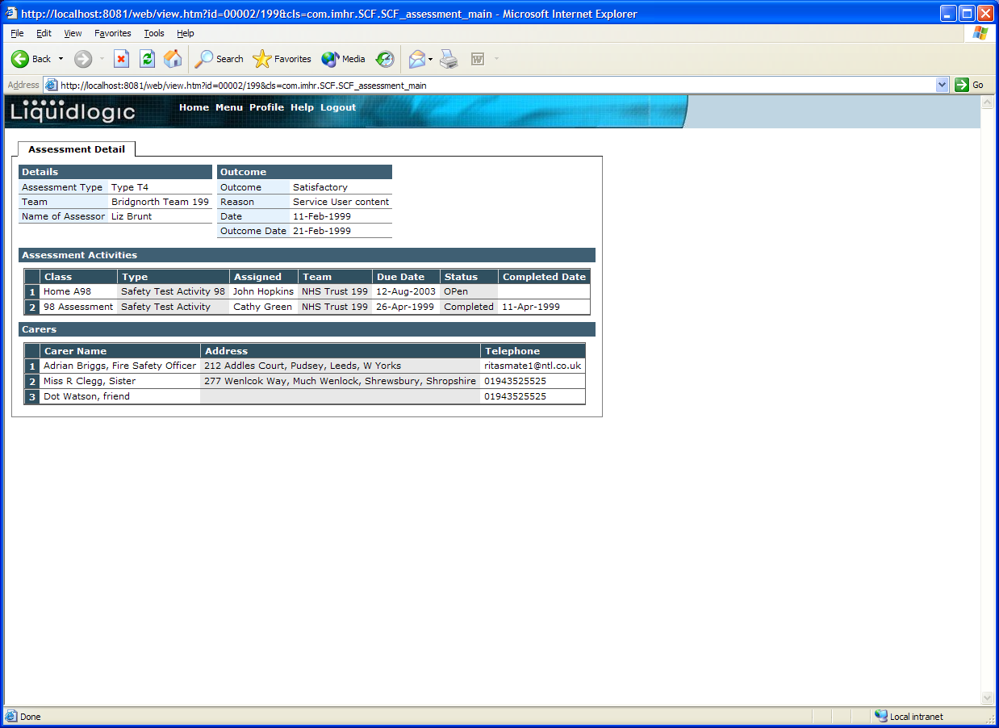 http://localhost:8081/web/view.htm?id=00002/199&cls=com.imhr.SCF.SCF_assessment_main - Microsoft Internet Explorer
File Edit View Favorites Tools Help
Back Search Favorites Media
Address http://localhost:8081/web/view.htm?id=00002/199&cls=com.imhr.SCF.SCF_assessment_main Go
Liquidlogic Home Menu Profile Help Logout
Assessment Detail
Details Outcome
Assessment Type Type T4 Outcome Satisfactory
Team Bridgnorth Team 199 Reason Service User content
Name of Assessor Liz Brunt Date 11-Feb-1999
Outcome Date 21-Feb-1999
Assessment Activities
Class Type Assigned Team Due Date Status Completed Date
1 Home A98 Safety Test Activity 98 John Hopkins NHS Trust 199 12-Aug-2003 OPen
2 98 Assessment Safety Test Activity Cathy Green NHS Trust 199 26-Apr-1999 Completed 11-Apr-1999
Carers
Carer Name Address Telephone
1 Adrian Briggs, Fire Safety Officer 212 Addles Court, Pudsey, Leeds, W Yorks ritasmate1@ntl.co.uk
2 Miss R Clegg, Sister 277 Wenlcok Way, Much Wenlock, Shrewsbury, Shropshire 01943525525
3 Dot Watson, friend 01943525525
Done Local intranet